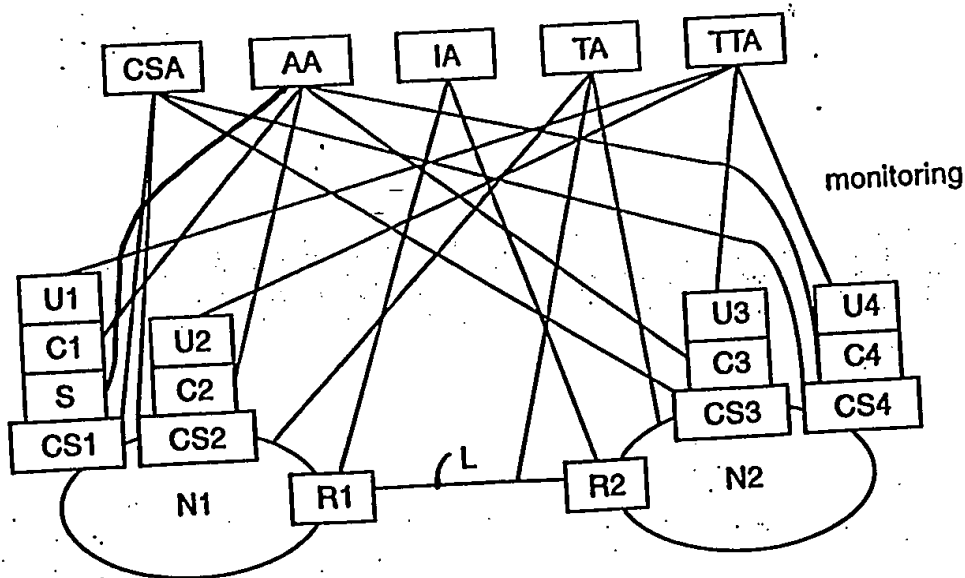 CSA
AA
IA
TA
TTA
monitoring
U1
C1
S
CS1
U2
C2
CS2
U3
C3
CS3
U4
C4
CS4
N1
R1
L
R2
N2